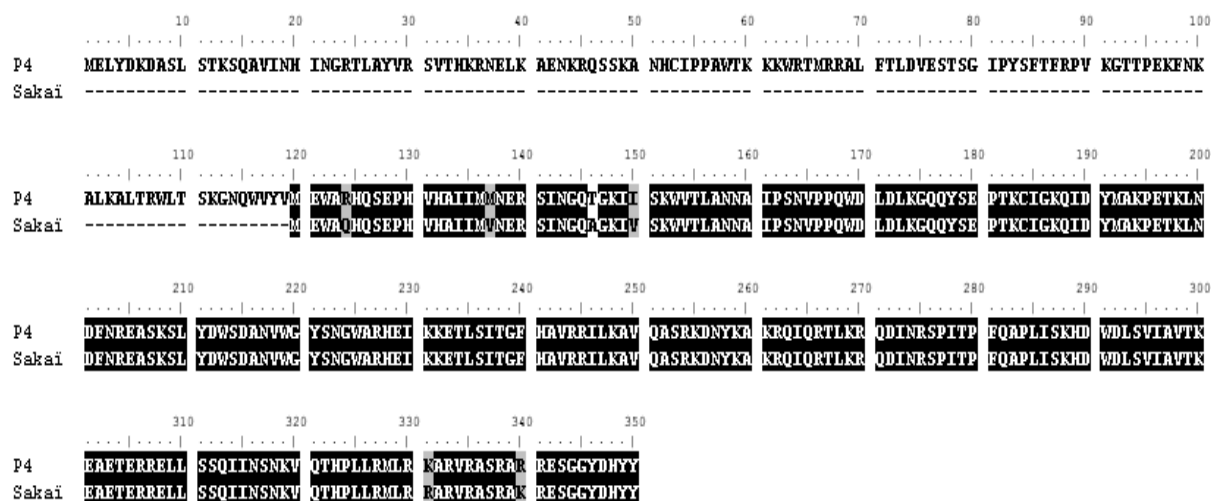 10 20 30 40 50 60 70 80 90 100
....|....| ....|....| ....|....| ....|....| ....|....| ....|....| ....|....| ....|....| ....|....| ....|....|
P4 MELYDKDASL STKSQAVINH INGRTLAYVR SVTHKRNELK AENKRQSSKA NHCIPPAWTK KKWRTMRRAL FTLDVESTSG IPYSFTFRPV KGTTPEKFNK
Sakaï ---------- ---------- ---------- ---------- ---------- ---------- ---------- ---------- ---------- ----------
110 120 130 140 150 160 170 180 190 200
....|....| ....|....| ....|....| ....|....| ....|....| ....|....| ....|....| ....|....| ....|....| ....|....|
P4 ALKALTRWLT SKGNQWVYVM EWARHQSEPH VHAIIMMNER SINGQTGKII SKWVTLANNA IPSNVPPQWD LDLKGQQYSE PTKCIGKQID YMAKPETKLN
Sakaï ---------- ---------M EWAQHQSEPH VHAIIMVNER SINGQAGKIV SKWVTLANNA IPSNVPPQWD LDLKGQQYSE PTKCIGKQID YMAKPETKLN
210 220 230 240 250 260 270 280 290 300
....|....| ....|....| ....|....| ....|....| ....|....| ....|....| ....|....| ....|....| ....|....| ....|....|
P4 DFNREASKSL YDWSDANVWG YSNGWARHEI KKETLSITGF HAVRRILKAV QASRKDNYKA KRQIQRTLKR QDINRSPITP FQAPLISKHD WDLSVIAVTK
Sakaï DFNREASKSL YDWSDANVWG YSNGWARHEI KKETLSITGF HAVRRILKAV QASRKDNYKA KRQIQRTLKR QDINRSPITP FQAPLISKHD WDLSVIAVTK
310 320 330 340 350
....|....| ....|....| ....|....| ....|....| ....|....|
P4 EAETERRELL SSQIINSNKV QTHPLLRMLR KARVRASRAR RESGGYDHYY
Sakaï EAETERRELL SSQIINSNKV QTHPLLRMLR RARVRASRAK RESGGYDHYY